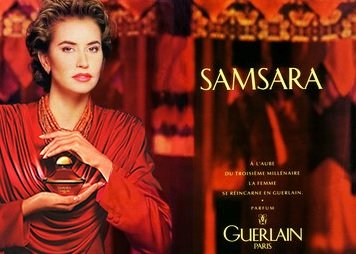 SAMSARA
À L'AUBE
DU TROISIÈME MILLÉNAIRE
LA FEMME
SE RÉINCARNE EN GUERLAIN.
PARFUM
GUERLAIN
PARIS